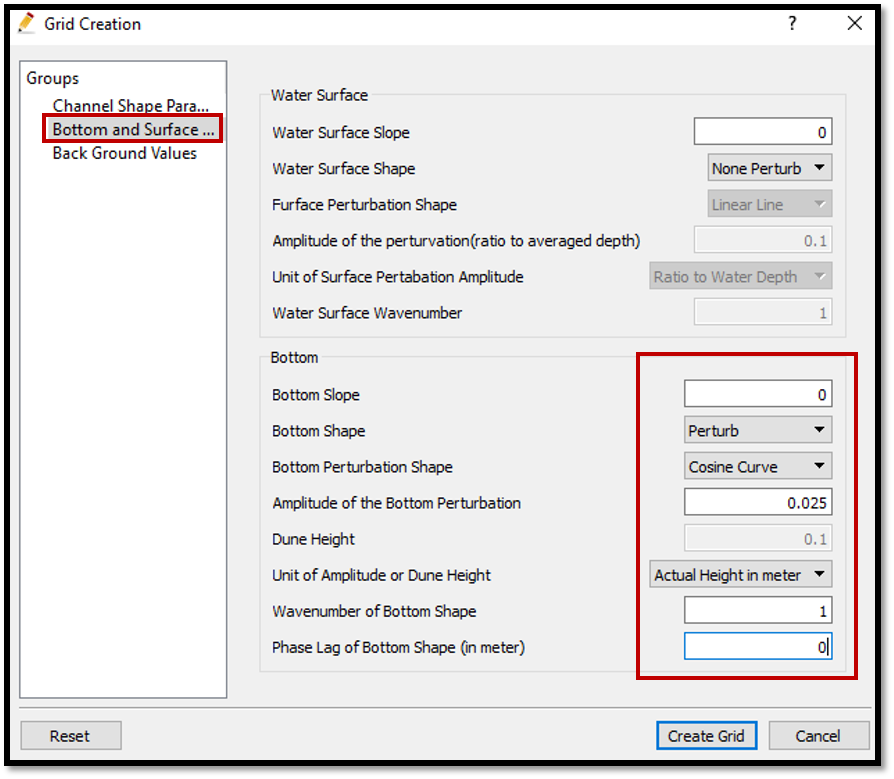 Grid Creation
?
Groups
Channel Shape Para...
Bottom and Surface ...
Back Ground Values
Water Surface
Water Surface Slope 0
Water Surface Shape None Perturb
Furface Perturbation Shape Linear Line
Amplitude of the perturvation(ratio to averaged depth) 0.1
Unit of Surface Pertabation Amplitude Ratio to Water Depth
Water Surface Wavenumber 1
Bottom
Bottom Slope 0
Bottom Shape Perturb
Bottom Perturbation Shape Cosine Curve
Amplitude of the Bottom Perturbation 0.025
Dune Height 0.1
Unit of Amplitude or Dune Height Actual Height in meter
Wavenumber of Bottom Shape 1
Phase Lag of Bottom Shape (in meter) 0
Reset Create Grid Cancel